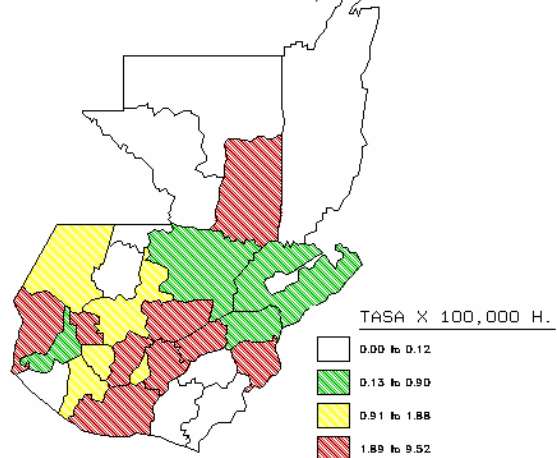 TASA X 100,000 H.
0.00 to 0.12
0.13 to 0.90
0.91 to 1.88
1.89 to 9.52